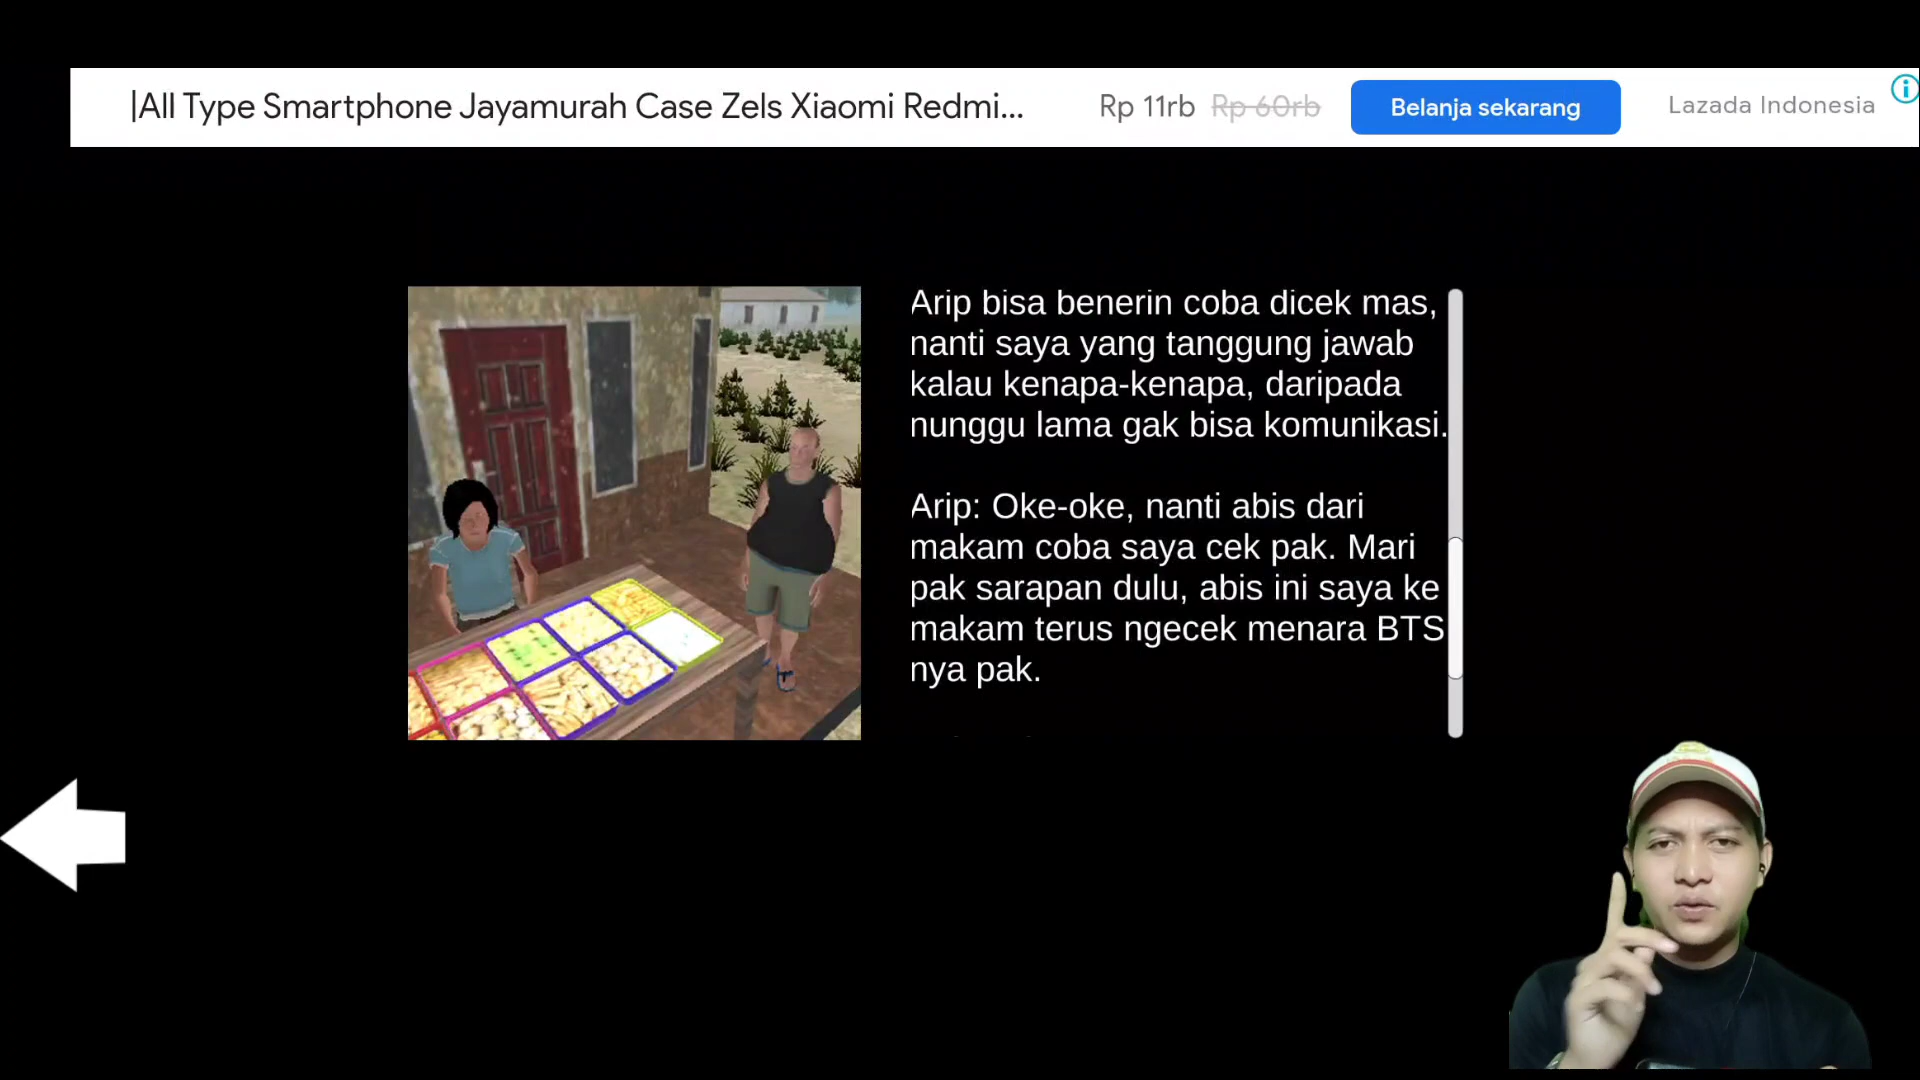 |All Type Smartphone Jayamurah Case Zels Xiaomi Redmi... Rp 11rb Rp 60rb Belanja sekarang Lazada Indonesia
Arip bisa benerin coba dicek mas,
nanti saya yang tanggung jawab
kalau kenapa-kenapa, daripada
nunggu lama gak bisa komunikasi.
Arip: Oke-oke, nanti abis dari
makam coba saya cek pak. Mari
pak sarapan dulu, abis ini saya ke
makam terus ngecek menara BTS
nya pak.